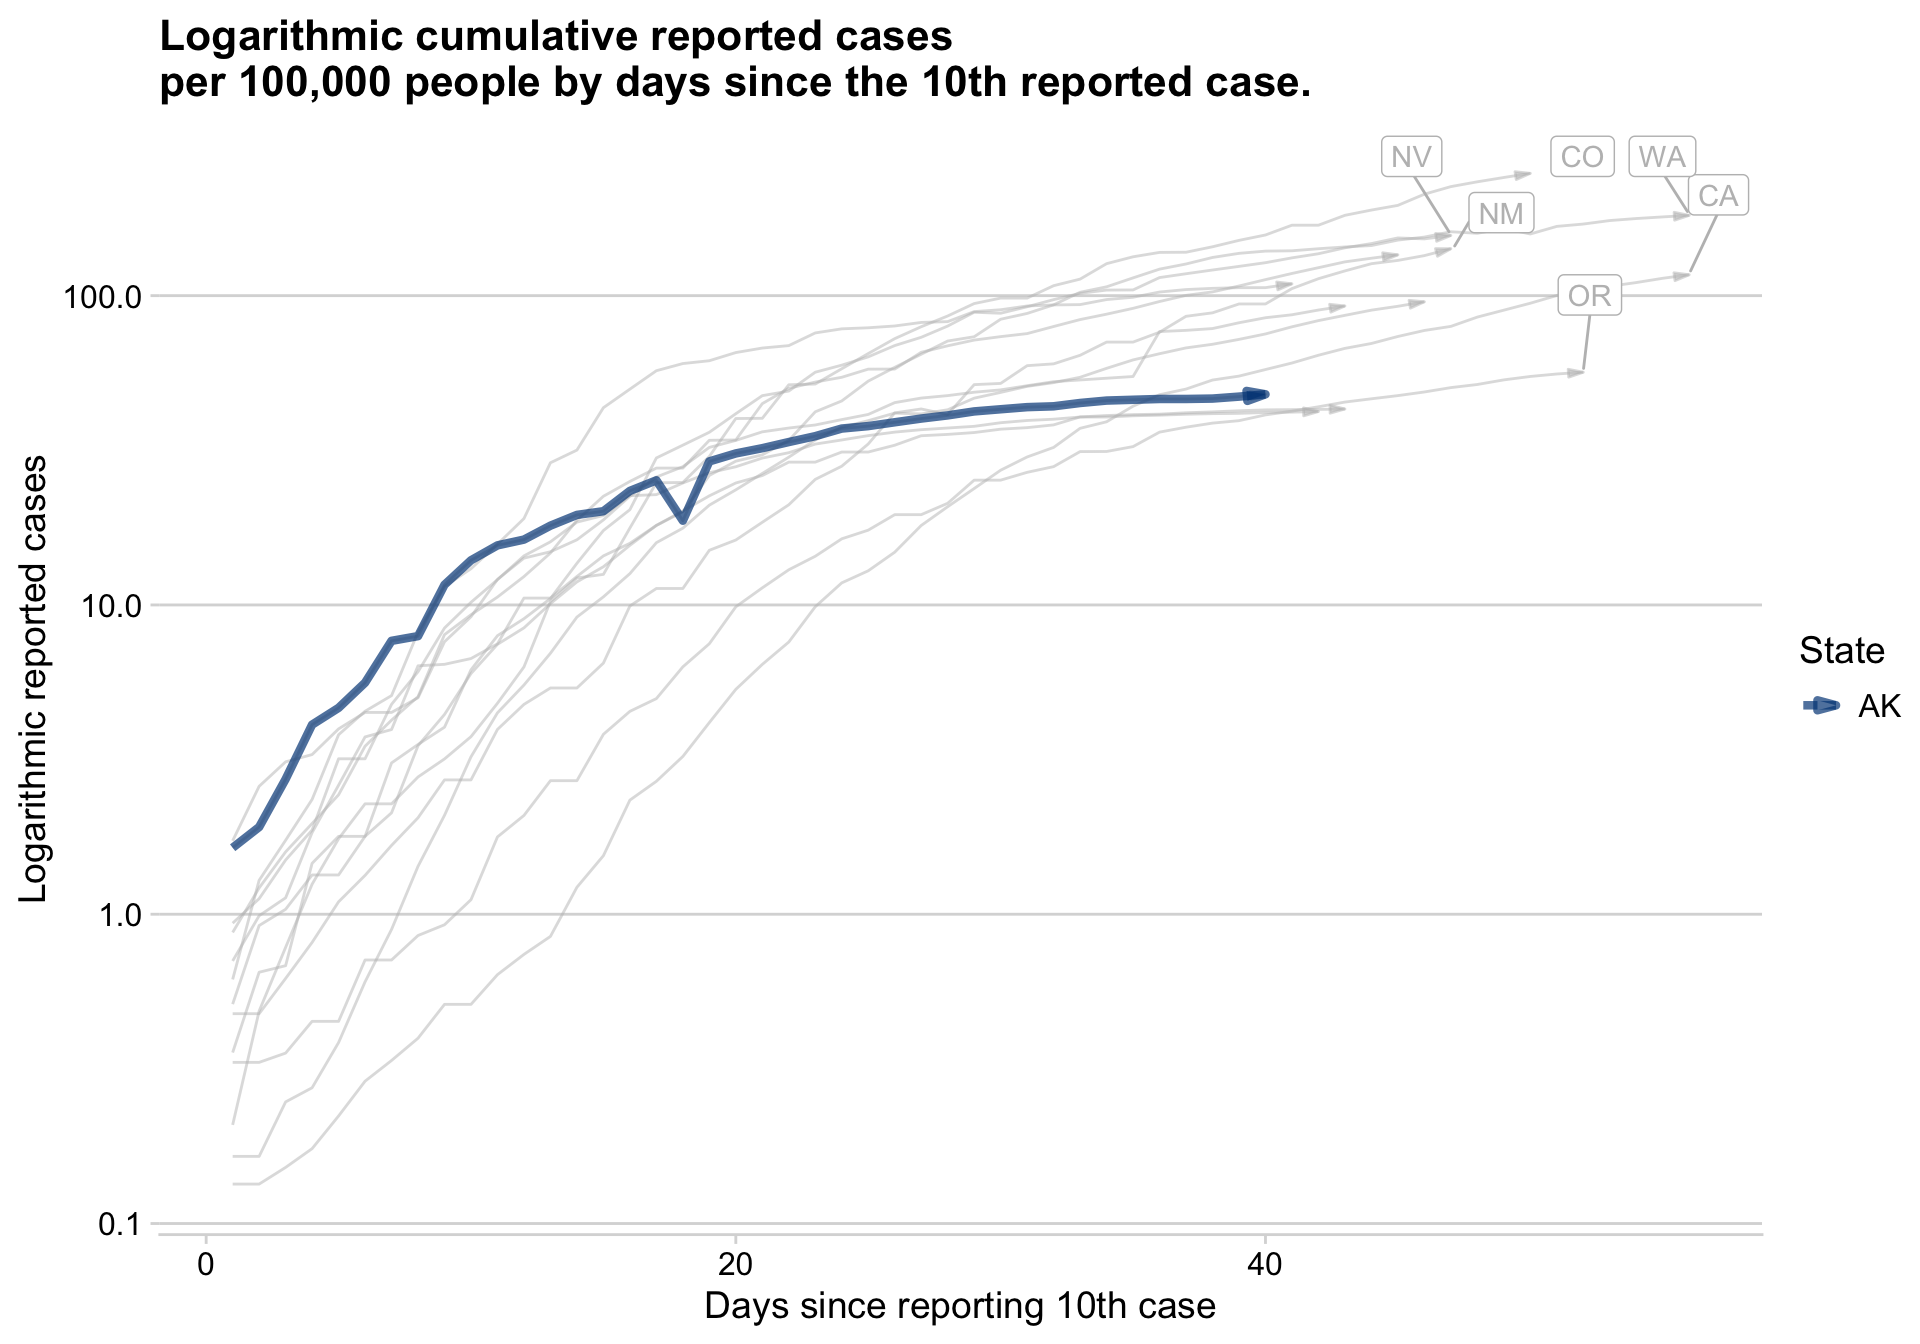 Logarithmic cumulative reported cases
per 100,000 people by days since the 10th reported case.
NV
CO
WA
CA
NM
OR
100.0
10.0
1.0
0.1
Logarithmic reported cases
0
20
40
Days since reporting 10th case
State
AK